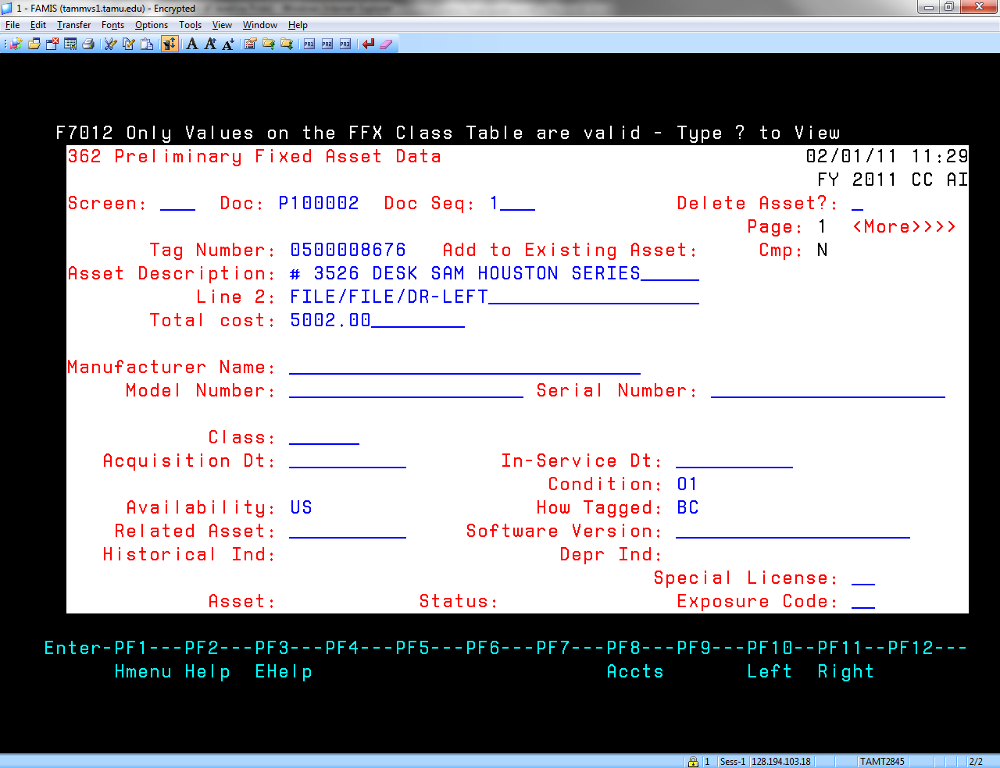 1 - FAMIS (tammvs1.tamu.edu) - Encrypted
File Edit Transfer Fonts Options Tools View Window Help
PA1 PA2 PA3
F7012 Only Values on the FFX Class Table are valid - Type ? to View
362 Preliminary Fixed Asset Data 02/01/11 11:29
FY 2011 CC AI
Screen: ___ Doc: P100002 Doc Seq: 1___ Delete Asset?: _
Page: 1 <More>>>>
Tag Number: 0500008676 Add to Existing Asset: Cmp: N
Asset Description: # 3526 DESK SAM HOUSTON SERIES_____
Line 2: FILE/FILE/DR-LEFT__________________
Total cost: 5002.00________
Manufacturer Name: ______________________________
Model Number: ____________________ Serial Number: ____________________
Class: ______
Acquisition Dt: __________ In-Service Dt: __________
Condition: 01
Availability: US How Tagged: BC
Related Asset: __________ Software Version: ____________________
Historical Ind: Depr Ind:
Special License: __
Asset: Status: Exposure Code: __
Enter-PF1---PF2---PF3---PF4---PF5---PF6---PF7---PF8---PF9---PF10--PF11--PF12---
Hmenu Help EHelp Accts Left Right
1 Sess-1 128.194.103.18 TAMT2845 2/2